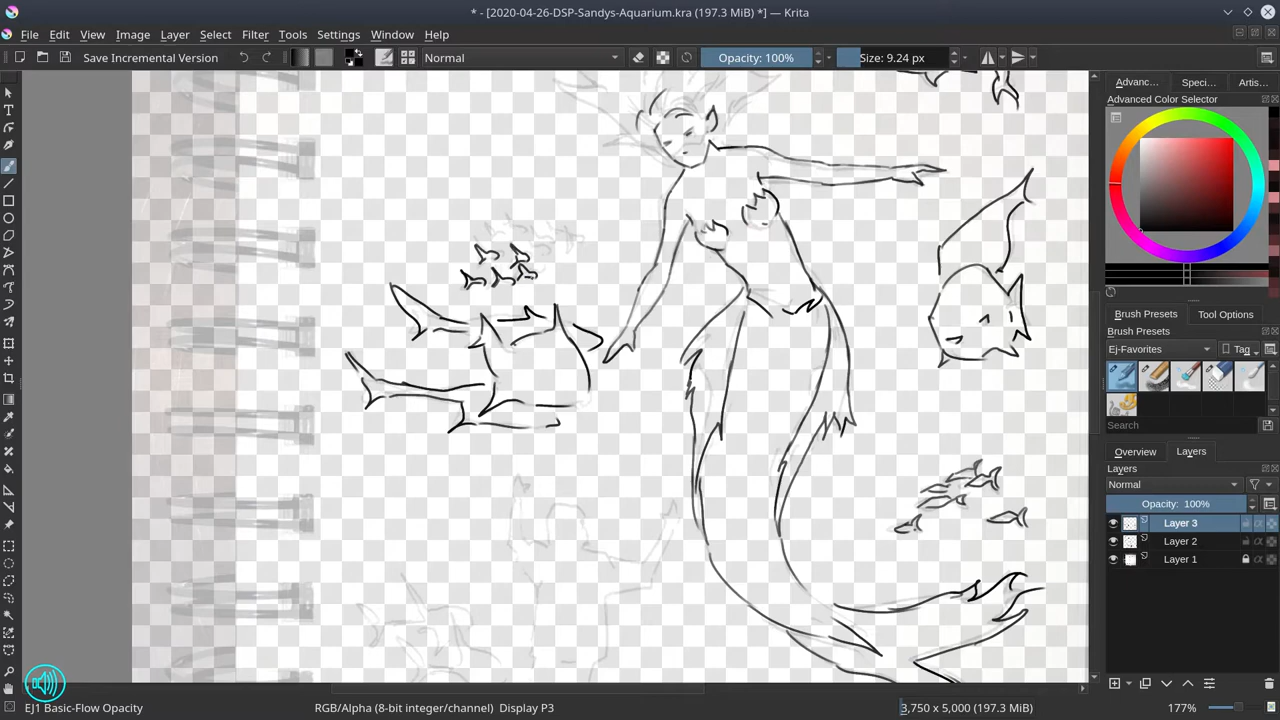 * - [2020-04-26-DSP-Sandys-Aquarium.kra (197.3 MiB) *] — Krita
File Edit View Image Layer Select Filter Tools Settings Window Help
Save Incremental Version Normal Opacity: 100% Size: 9.24 px
Advanc... Speci... Artis...
Advanced Color Selector
Brush Presets Tool Options
Brush Presets
Ej-Favorites Tag
Search
Overview Layers
Layers
Normal
Opacity: 100%
Layer 3
Layer 2
Layer 1
EJ1 Basic-Flow Opacity RGB/Alpha (8-bit integer/channel) Display P3 3,750 x 5,000 (197.3 MiB) 177%